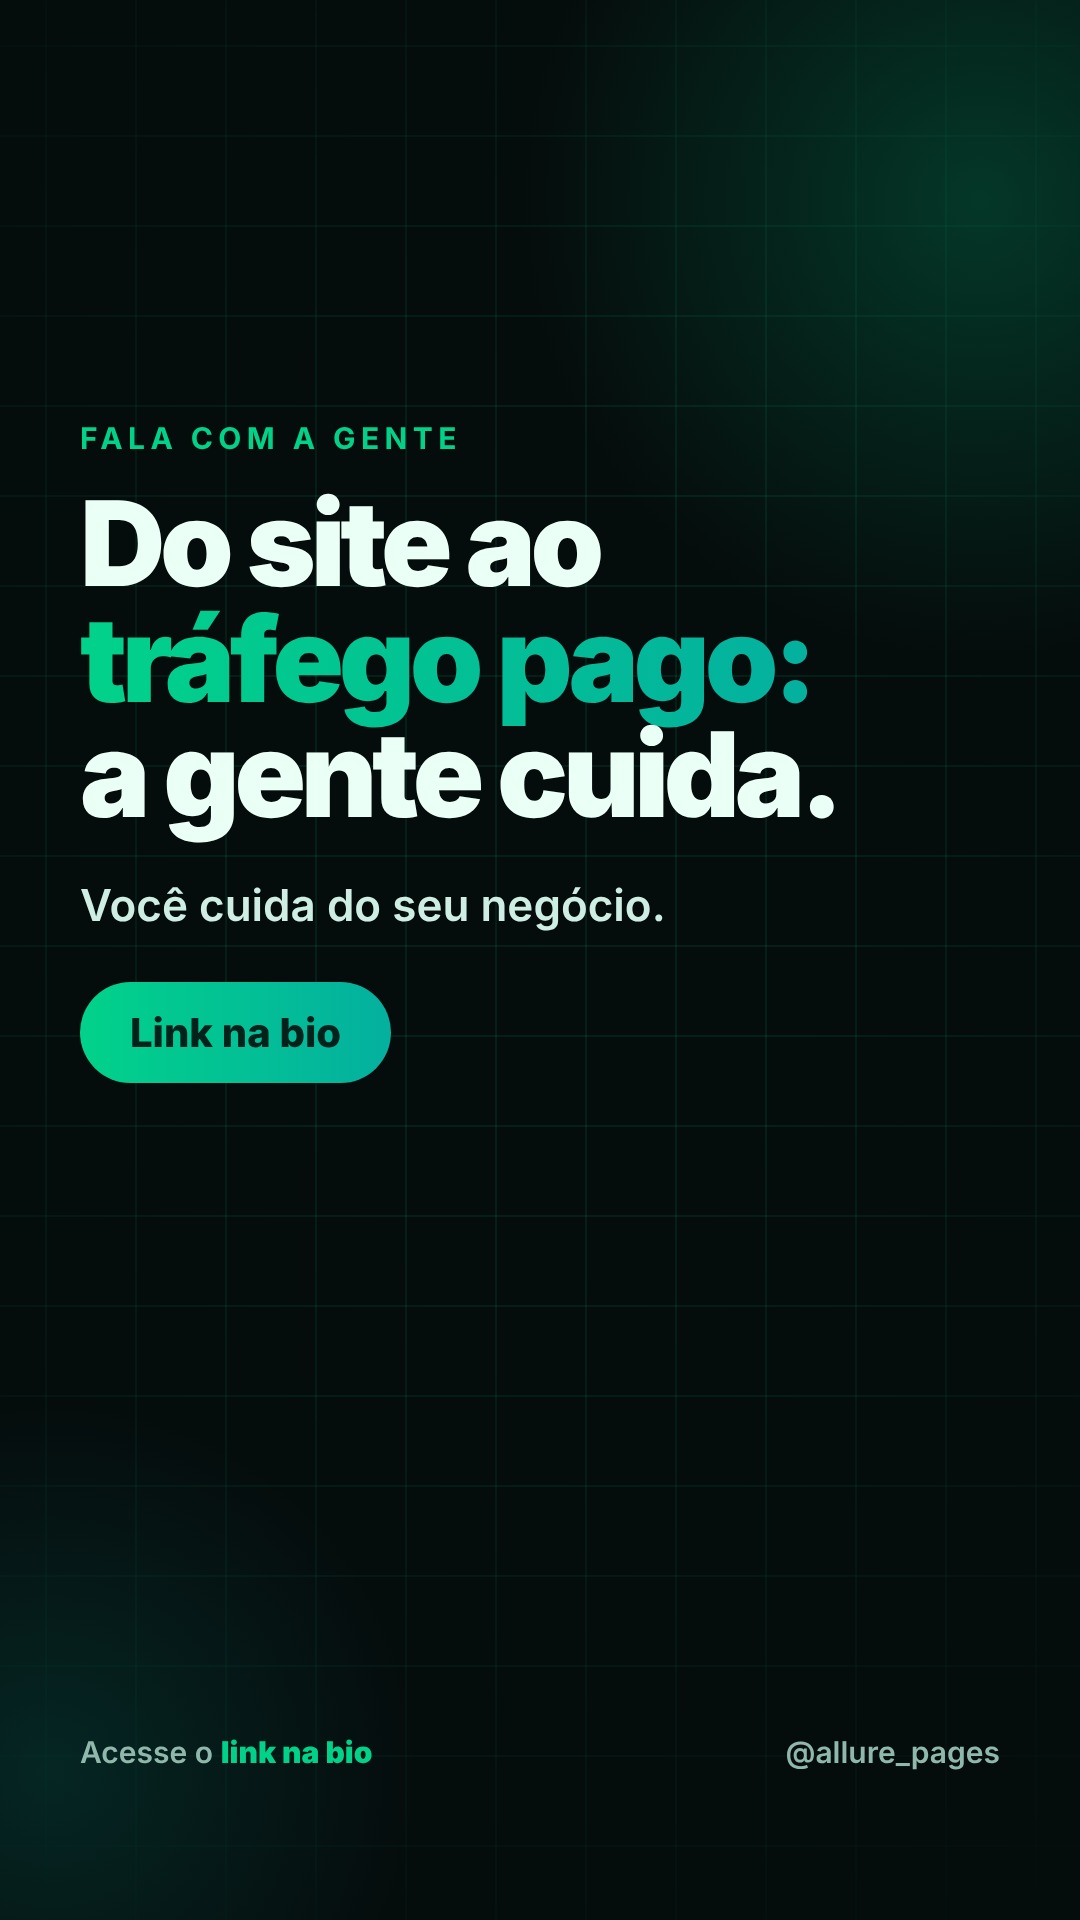 FALA COM A GENTE
Do site ao
tráfego pago:
a gente cuida.
Você cuida do seu negócio.
Link na bio
Acesse o link na bio
@allure_pages